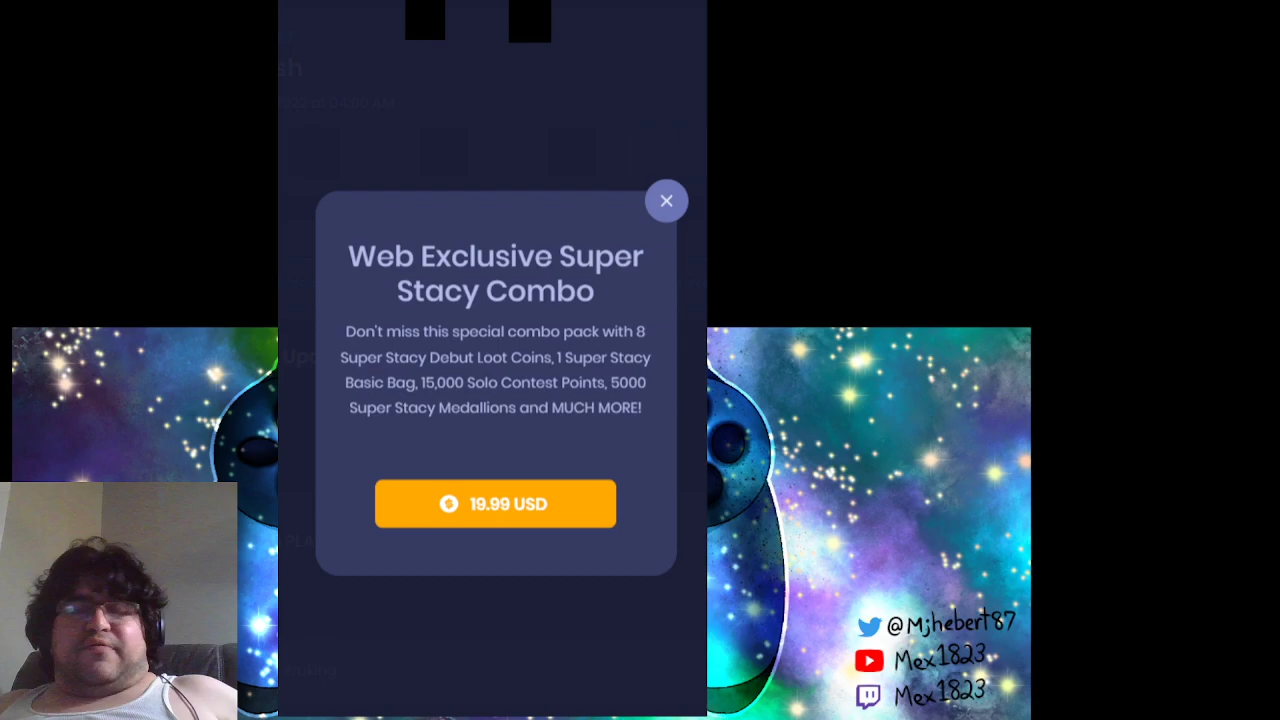 sh
Web Exclusive Super
Stacy Combo
Don't miss this special combo pack with 8
Super Stacy Debut Loot Coins, 1 Super Stacy
Basic Bag, 15,000 Solo Contest Points, 5000
Super Stacy Medallions and MUCH MORE!
19.99 USD
@Mjhebert87
Mex1823
Mex1823